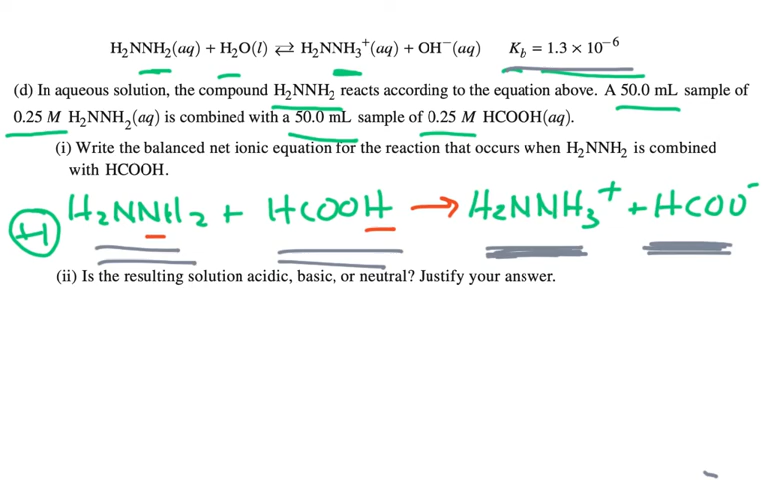 H₂NNH₂(aq) + H₂O(l) ⇄ H₂NNH₃⁺(aq) + OH⁻(aq) K_b = 1.3 × 10⁻⁶
(d) In aqueous solution, the compound H₂NNH₂ reacts according to the equation above. A 50.0 mL sample of
0.25 M H₂NNH₂(aq) is combined with a 50.0 mL sample of 0.25 M HCOOH(aq).
(i) Write the balanced net ionic equation for the reaction that occurs when H₂NNH₂ is combined
with HCOOH.
H₂NNH₂ + HCOOH → H₂NNH₃⁺ + HCOO⁻
(ii) Is the resulting solution acidic, basic, or neutral? Justify your answer.